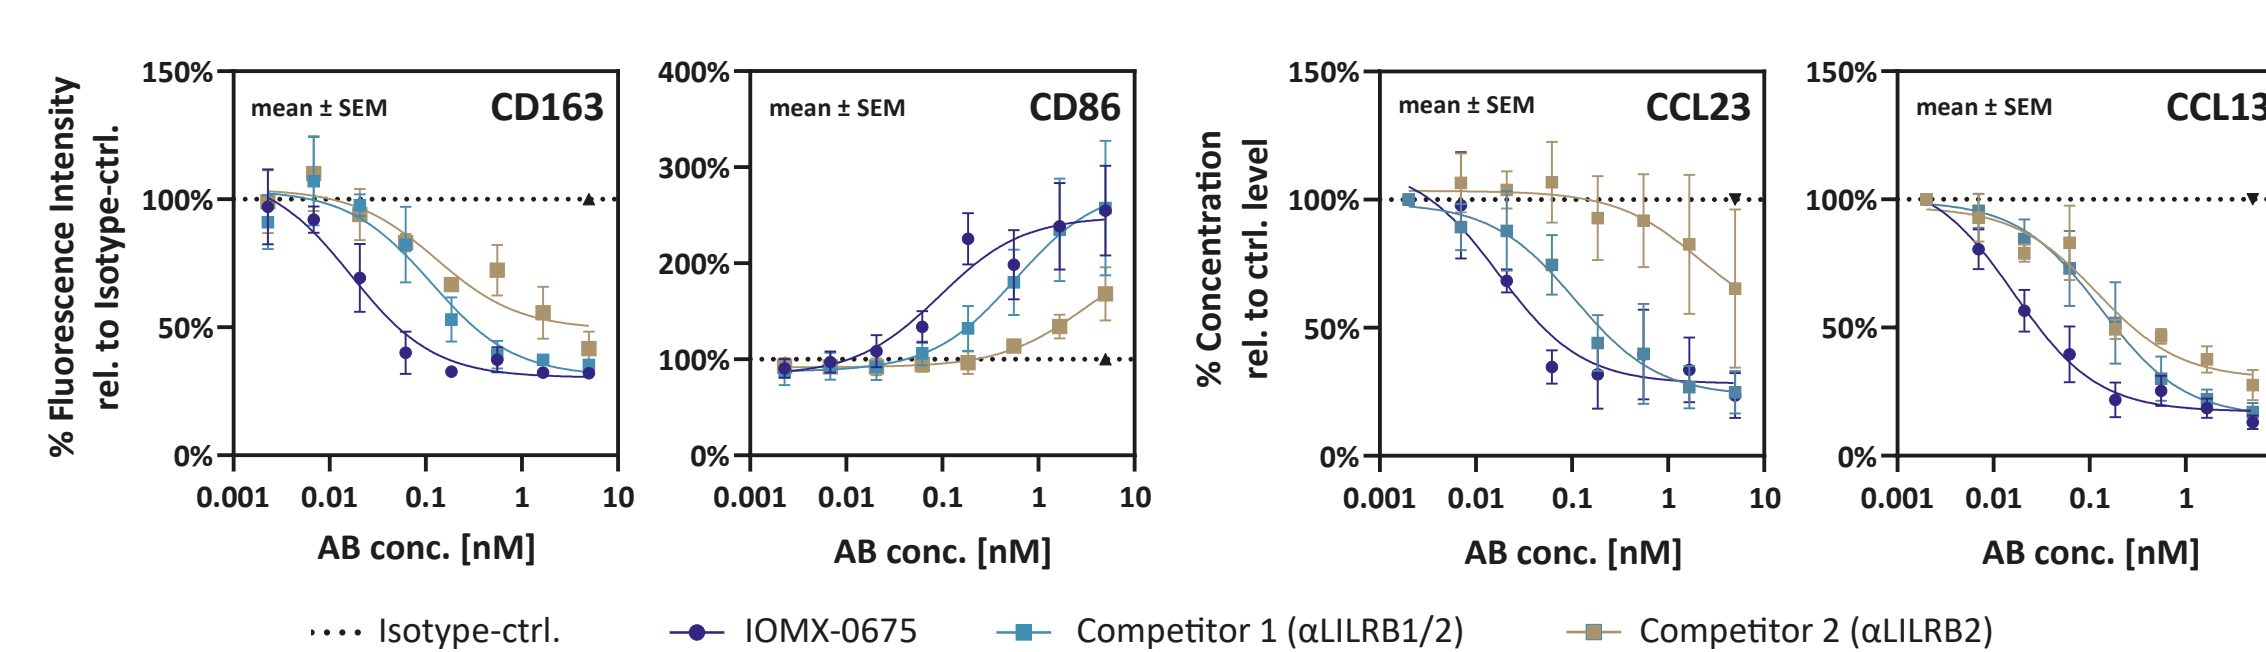 % Fluorescence Intensity
rel. to Isotype-ctrl.
150%
100%
50%
0%
mean ± SEM
CD163
0.001 0.01 0.1 1 10
AB conc. [nM]
400%
300%
200%
100%
0%
mean ± SEM
CD86
0.001 0.01 0.1 1 10
AB conc. [nM]
% Concentration
rel. to ctrl. level
150%
100%
50%
0%
mean ± SEM
CCL23
0.001 0.01 0.1 1 10
AB conc. [nM]
150%
100%
50%
0%
mean ± SEM
CCL13
0.001 0.01 0.1 1
AB conc. [nM]
Isotype-ctrl. IOMX-0675 Competitor 1 (αLILRB1/2) Competitor 2 (αLILRB2)